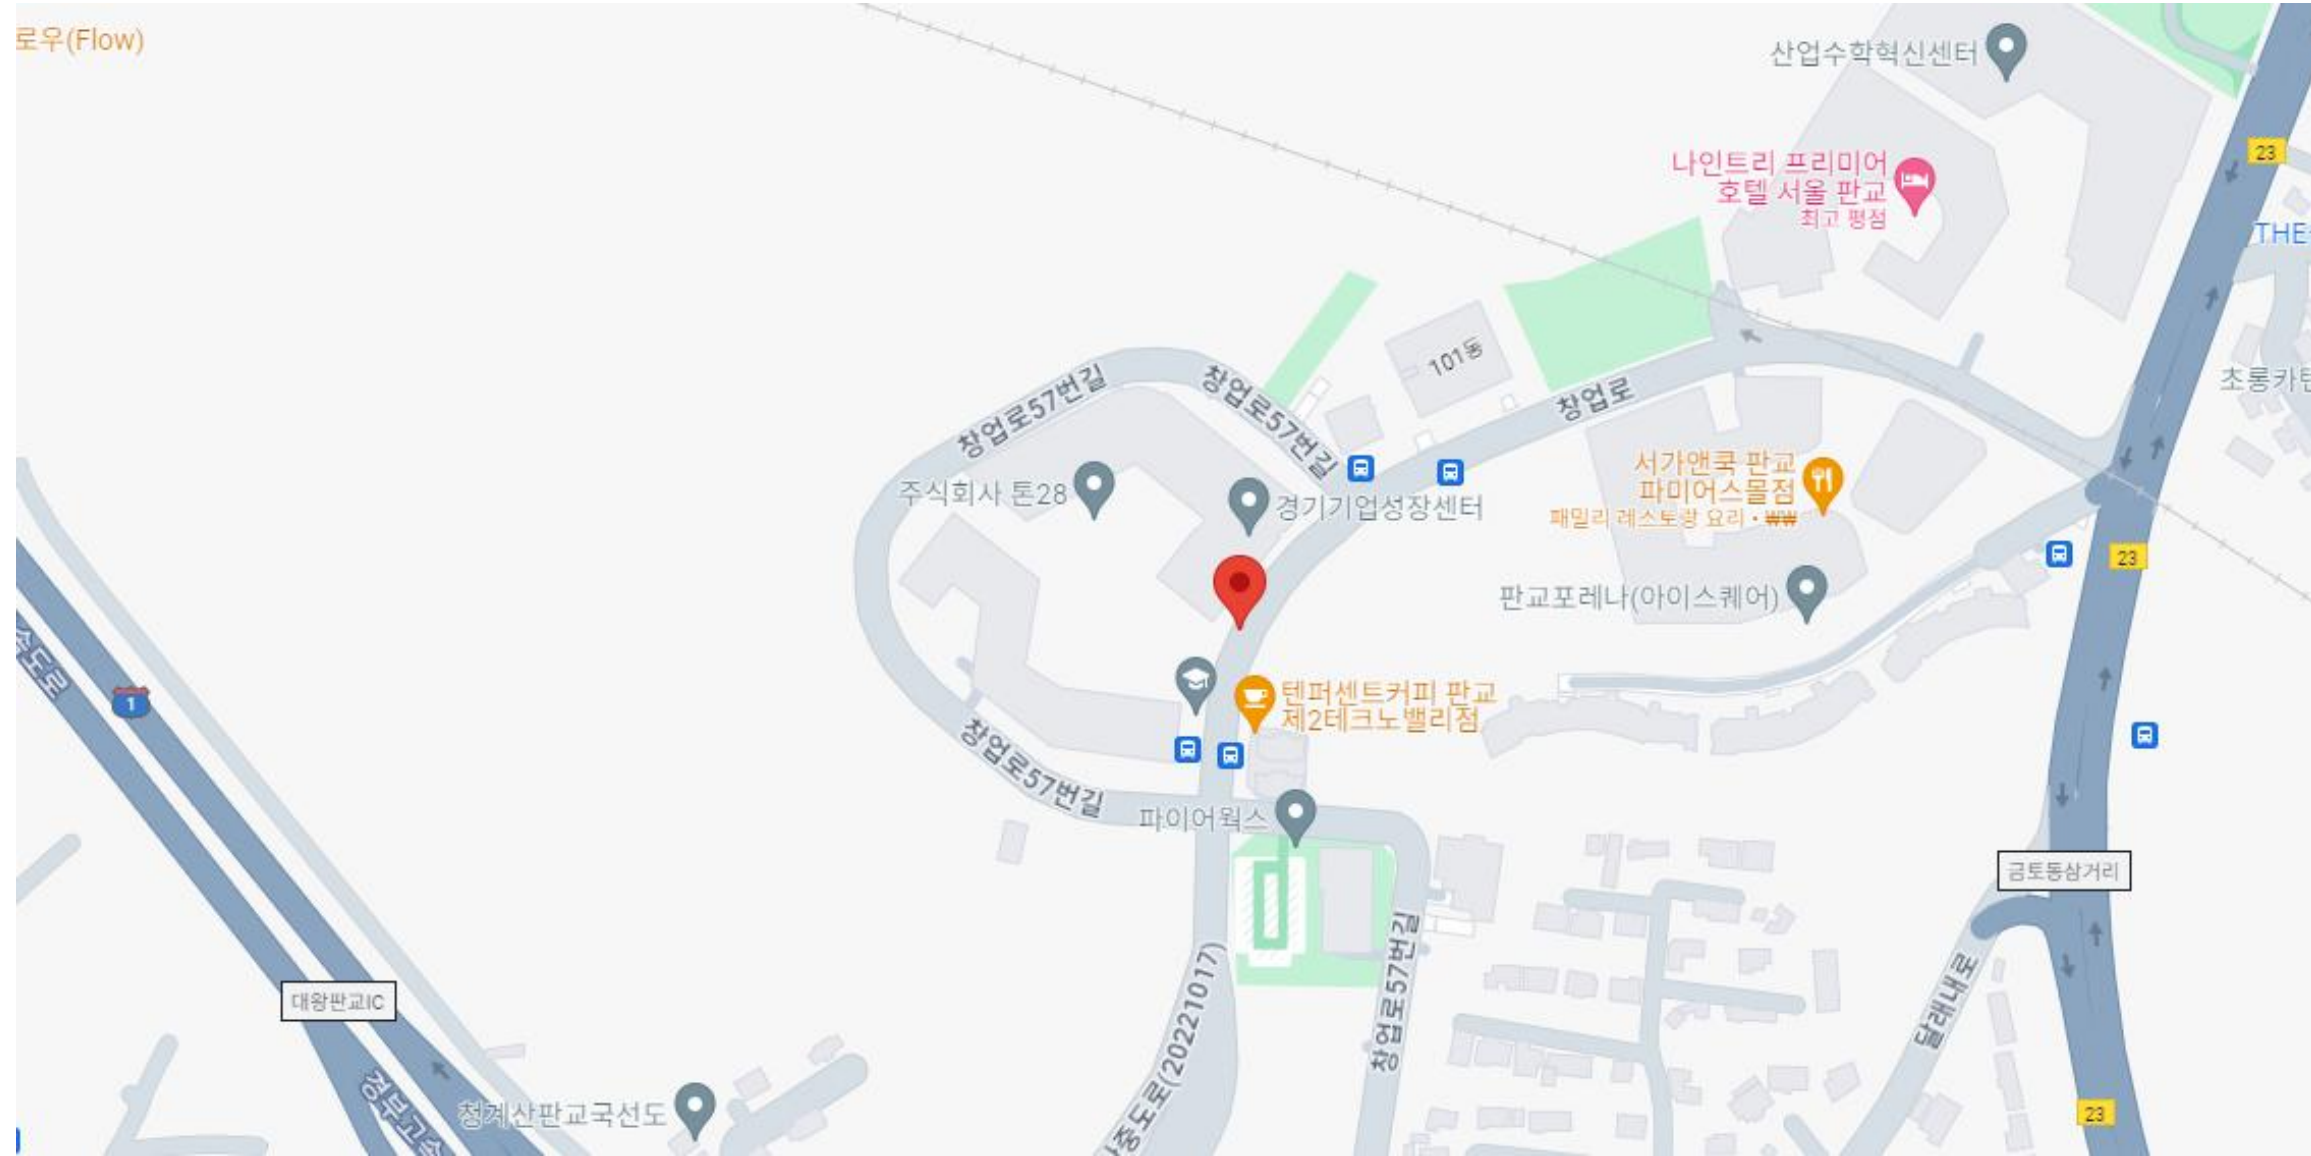 로우(Flow)
산업수학혁신센터
23
나인트리 프리미어
호텔 서울 판교
최고 평점
THE
101동
창업로57번길
창업로57번길
창업로
초롱카
서가앤쿡 판교
파미어스몰점
패밀리 레스토랑 요리 · ₩₩
주식회사 톤28
경기기업성장센터
23
판교포레나(아이스퀘어)
1
텐퍼센트커피 판교
제2테크노밸리점
창업로57번길
파이어웍스
금토동삼거리
창업로57번길
달래내로
대왕판교IC
경부고속
청계산판교국선도
도로(20221017)
23